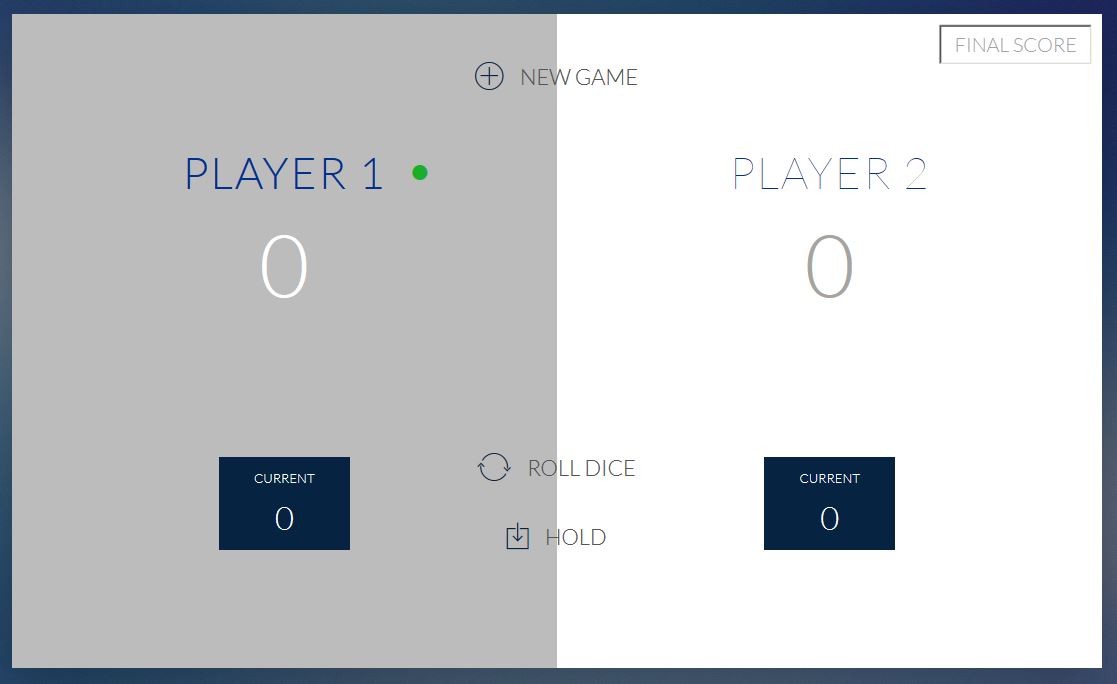 FINAL SCORE
NEW GAME
PLAYER 1
PLAYER 2
0
0
CURRENT
0
CURRENT
0
ROLL DICE
HOLD